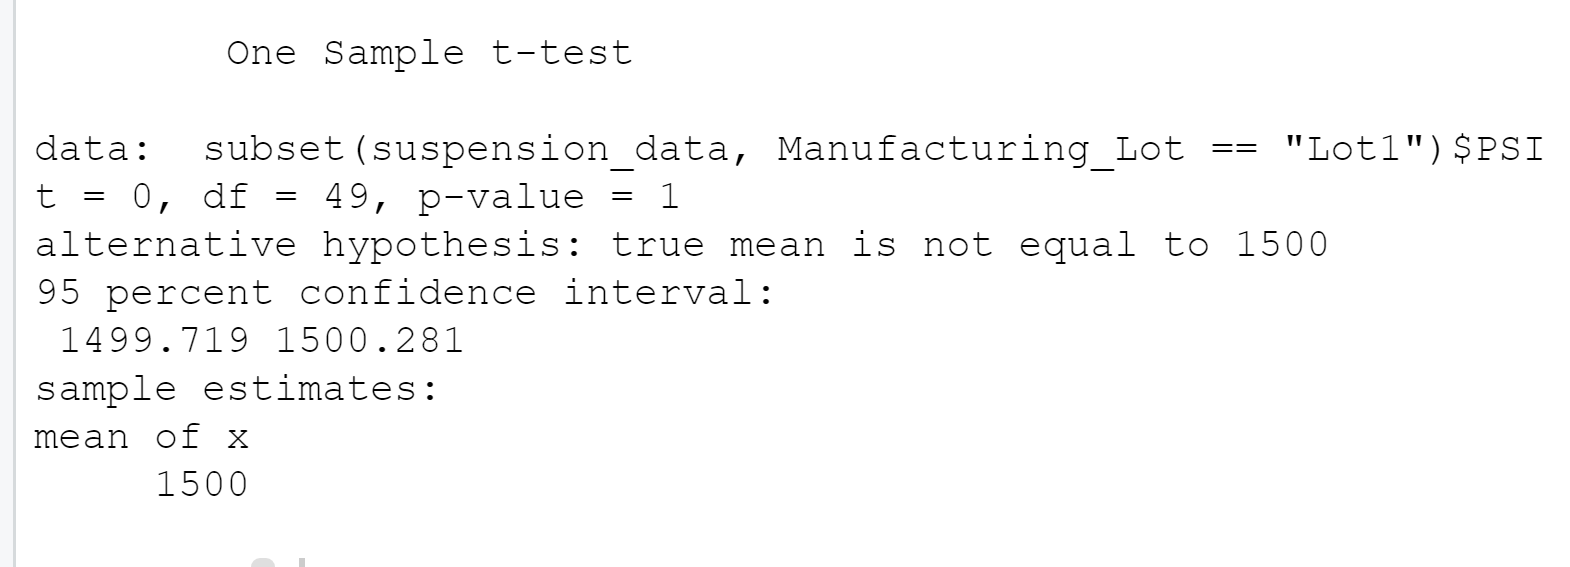 One Sample t-test
data:  subset(suspension_data, Manufacturing_Lot == "Lot1")$PSI
t = 0, df = 49, p-value = 1
alternative hypothesis: true mean is not equal to 1500
95 percent confidence interval:
1499.719 1500.281
sample estimates:
mean of x
1500